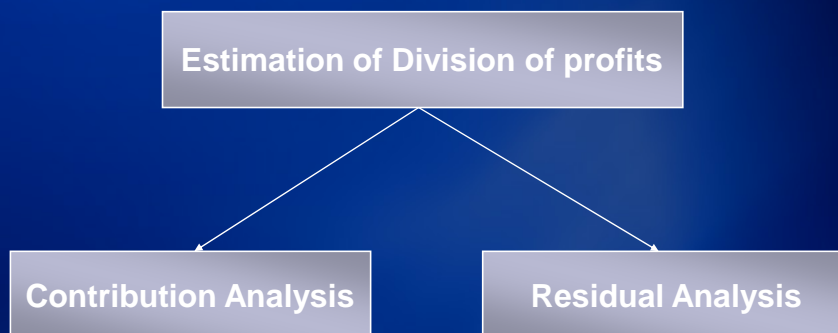 Estimation of Division of profits
Contribution Analysis
Residual Analysis